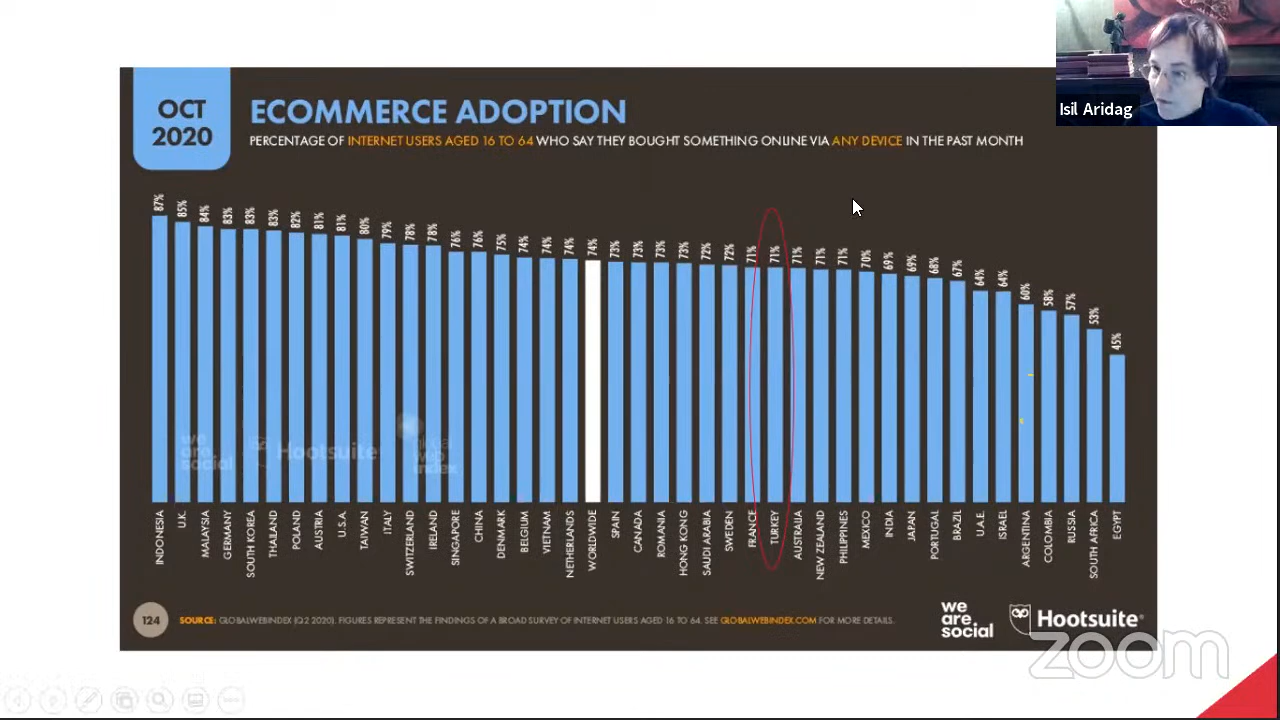 Isil Aridag
OCT
2020
ECOMMERCE ADOPTION
PERCENTAGE OF INTERNET USERS AGED 16 TO 64 WHO SAY THEY BOUGHT SOMETHING ONLINE VIA ANY DEVICE IN THE PAST MONTH
87% 85% 84% 83% 83% 83% 82% 81% 81% 80% 79% 78% 78% 76% 76% 75% 74% 74% 74% 74% 73% 73% 73% 73% 72% 72% 71% 71% 71% 71% 71% 70% 69% 69% 68% 67% 64% 64% 60% 58% 57% 53% 45%
we
are
social
Hootsuite
global
web
index
INDONESIA U.K. MALAYSIA GERMANY SOUTH KOREA THAILAND POLAND AUSTRIA U.S.A. TAIWAN ITALY SWITZERLAND IRELAND SINGAPORE CHINA DENMARK BELGIUM VIETNAM NETHERLANDS WORLDWIDE SPAIN CANADA ROMANIA HONG KONG SAUDI ARABIA SWEDEN FRANCE TURKEY AUSTRALIA NEW ZEALAND PHILIPPINES MEXICO INDIA JAPAN PORTUGAL BRAZIL U.A.E. ISRAEL ARGENTINA COLOMBIA RUSSIA SOUTH AFRICA EGYPT
124
SOURCE: GLOBALWEBINDEX (Q2 2020). FIGURES REPRESENT THE FINDINGS OF A BROAD SURVEY OF INTERNET USERS AGED 16 TO 64. SEE GLOBALWEBINDEX.COM FOR MORE DETAILS.
we
are
social
Hootsuite®
zoom